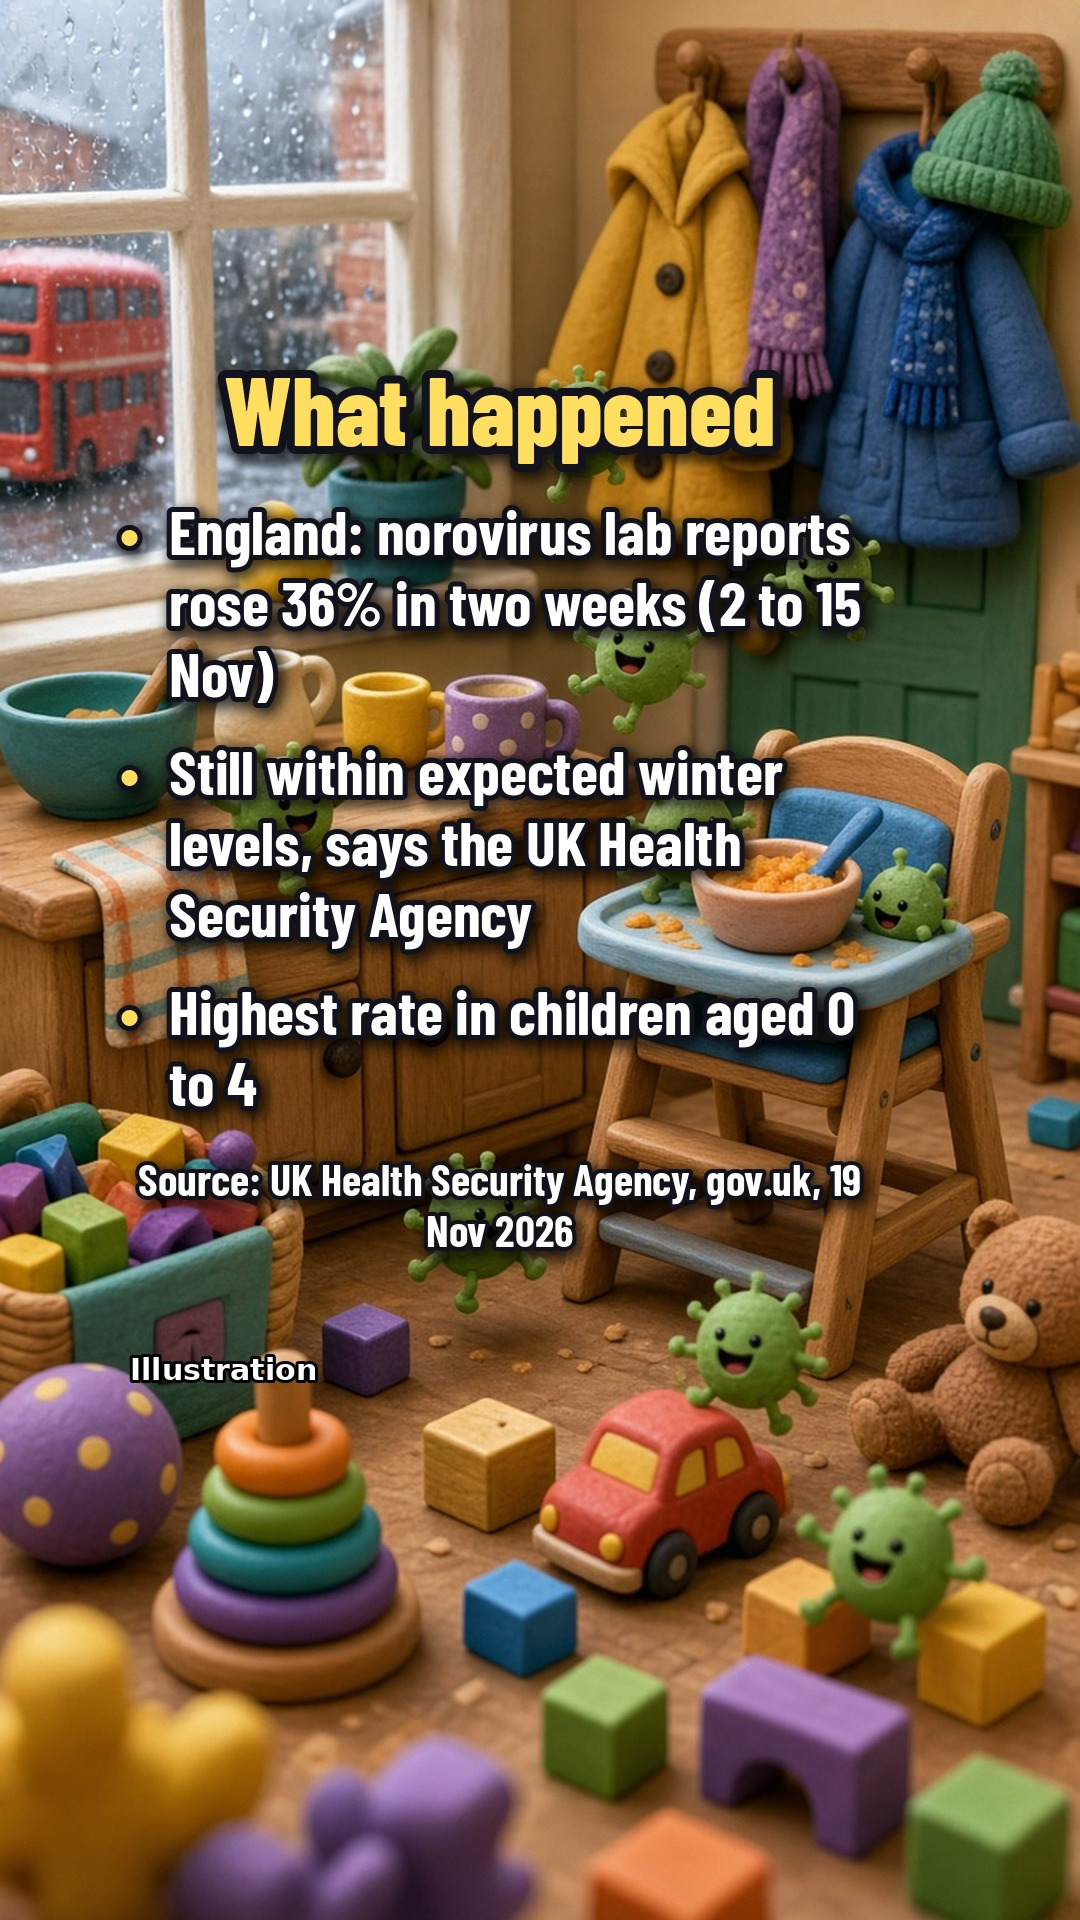 What happened
• England: norovirus lab reports
rose 36% in two weeks (2 to 15
Nov)
• Still within expected winter
levels, says the UK Health
Security Agency
• Highest rate in children aged 0
to 4
Source: UK Health Security Agency, gov.uk, 19
Nov 2026
Illustration